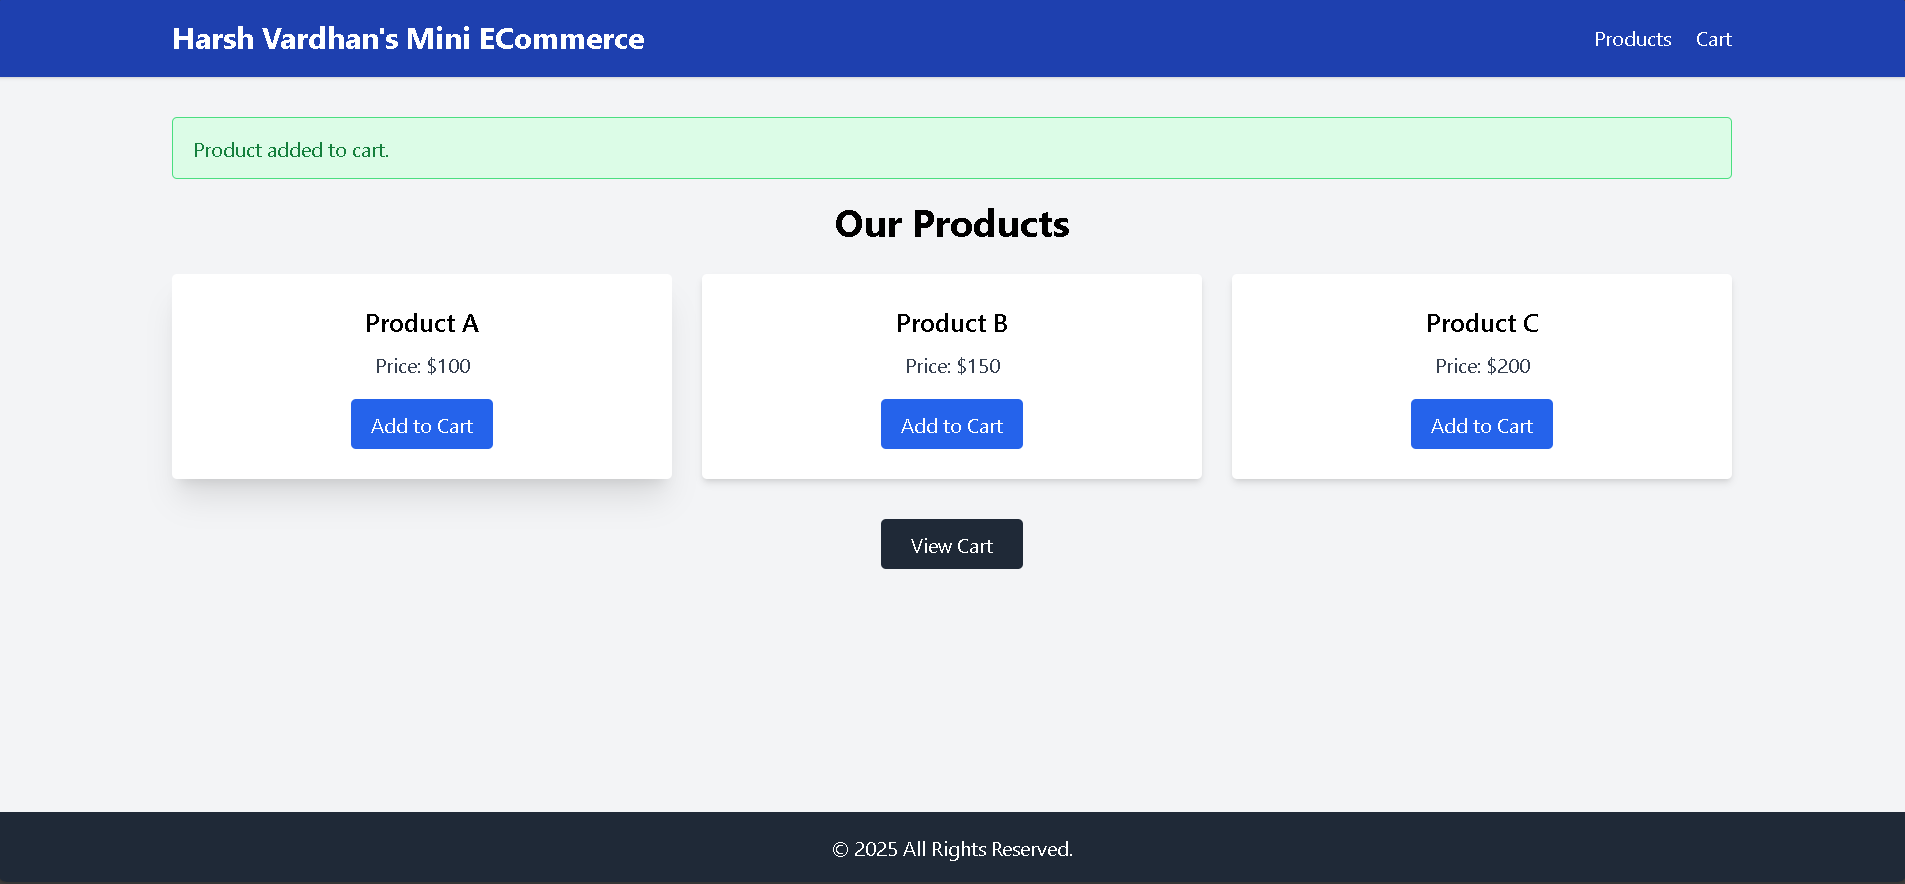 Harsh Vardhan's Mini ECommerce
Products
Cart
Product added to cart.
Our Products
Product A
Price: $100
Add to Cart
Product B
Price: $150
Add to Cart
Product C
Price: $200
Add to Cart
View Cart
© 2025 All Rights Reserved.